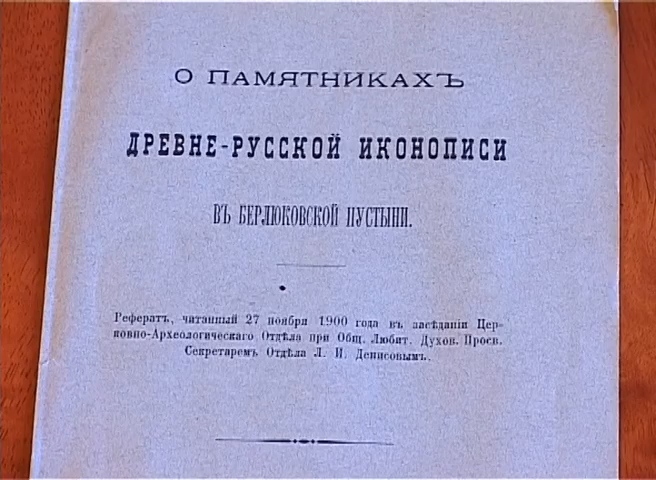 О ПАМЯТНИКАХЪ
ДРЕВНЕ-РУССКОЙ ИКОНОПИСИ
ВЪ БЕРЛЮКОВСКОЙ ПУСТЫНИ.
Рефератъ, читанный 27 ноября 1900 года въ засѣданіи Цер-
ковно-Археологическаго Отдѣла при Общ. Любит. Духов. Просв.
Секретаремъ Отдѣла Л. И. Денисовымъ.